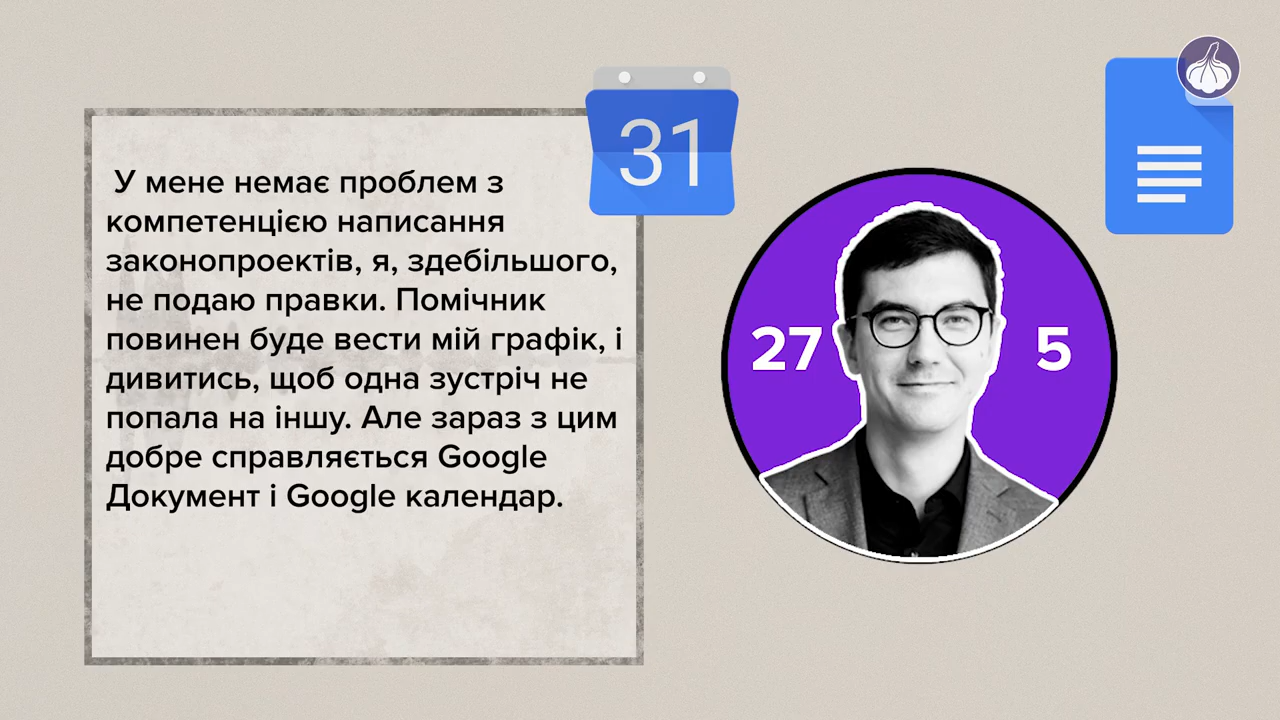 У мене немає проблем з
компетенцією написання
законопроектів, я, здебільшого,
не подаю правки. Помічник
повинен буде вести мій графік, і
дивитись, щоб одна зустріч не
попала на іншу. Але зараз з цим
добре справляється Google
Документ і Google календар.
31
27
5